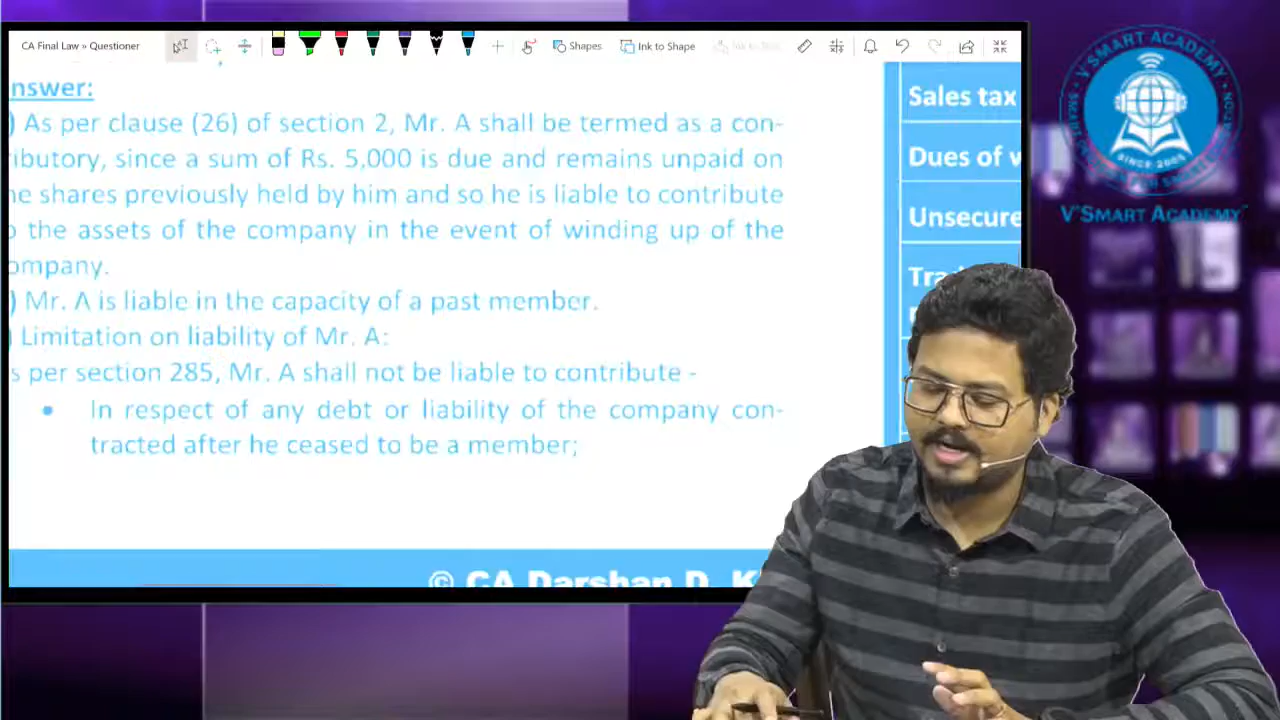 CA Final Law » Questioner
Shapes
Ink to Shape
nswer:
) As per clause (26) of section 2, Mr. A shall be termed as a con-
ributory, since a sum of Rs. 5,000 is due and remains unpaid on
he shares previously held by him and so he is liable to contribute
o the assets of the company in the event of winding up of the
ompany.
) Mr. A is liable in the capacity of a past member.
) Limitation on liability of Mr. A:
s per section 285, Mr. A shall not be liable to contribute -
• In respect of any debt or liability of the company con-
tracted after he ceased to be a member;
© CA Darshan D. K
Sales tax
Dues of w
Unsecure
V'SMART ACADEMY
SINCE 2005
V'SMART ACADEMY